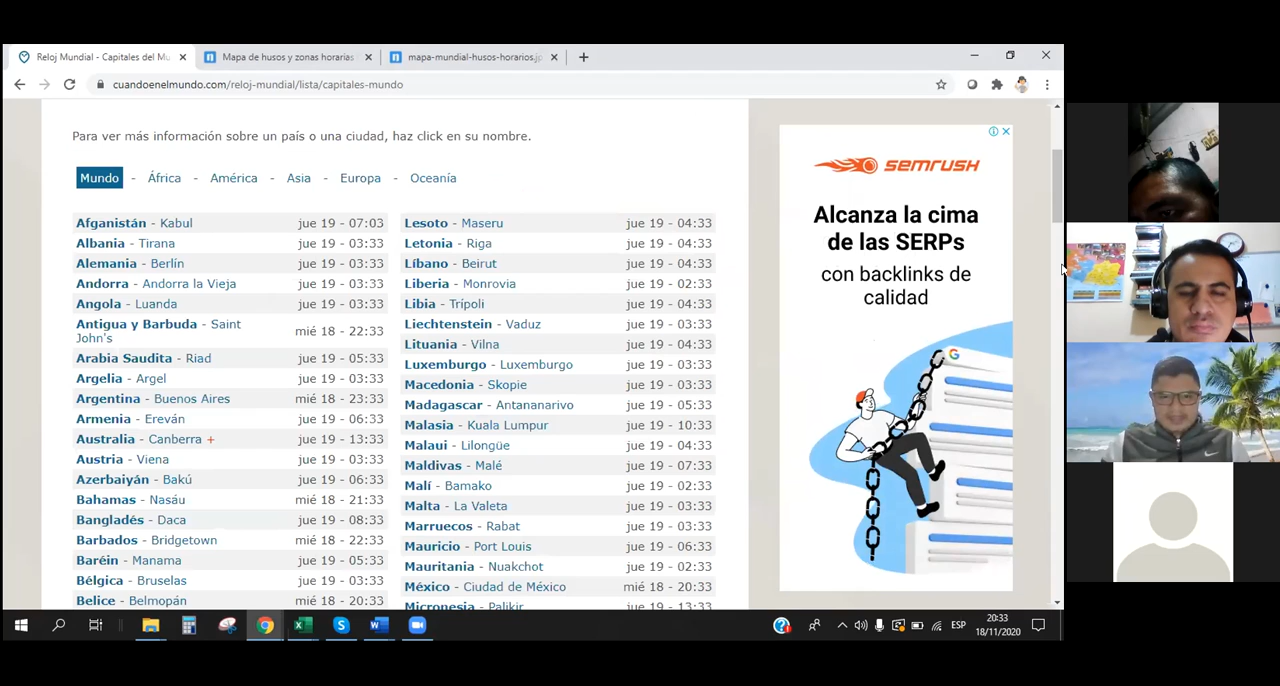 Reloj Mundial - Capitales del Mu
Mapa de husos y zonas horarias
mapa-mundial-husos-horarios.jp
cuandoenelmundo.com/reloj-mundial/lista/capitales-mundo
Para ver más información sobre un país o una ciudad, haz click en su nombre.
Mundo - África - América - Asia - Europa - Oceanía
Afganistán - Kabul jue 19 - 07:03
Albania - Tirana jue 19 - 03:33
Alemania - Berlín jue 19 - 03:33
Andorra - Andorra la Vieja jue 19 - 03:33
Angola - Luanda jue 19 - 03:33
Antigua y Barbuda - Saint
John's mié 18 - 22:33
Arabia Saudita - Riad jue 19 - 05:33
Argelia - Argel jue 19 - 03:33
Argentina - Buenos Aires mié 18 - 23:33
Armenia - Ereván jue 19 - 06:33
Australia - Canberra + jue 19 - 13:33
Austria - Viena jue 19 - 03:33
Azerbaiyán - Bakú jue 19 - 06:33
Bahamas - Nasáu mié 18 - 21:33
Bangladés - Daca jue 19 - 08:33
Barbados - Bridgetown mié 18 - 22:33
Baréin - Manama jue 19 - 05:33
Bélgica - Bruselas jue 19 - 03:33
Belice - Belmopán mié 18 - 20:33
Lesoto - Maseru jue 19 - 04:33
Letonia - Riga jue 19 - 04:33
Líbano - Beirut jue 19 - 04:33
Liberia - Monrovia jue 19 - 02:33
Libia - Trípoli jue 19 - 04:33
Liechtenstein - Vaduz jue 19 - 03:33
Lituania - Vilna jue 19 - 04:33
Luxemburgo - Luxemburgo jue 19 - 03:33
Macedonia - Skopie jue 19 - 03:33
Madagascar - Antananarivo jue 19 - 05:33
Malasia - Kuala Lumpur jue 19 - 10:33
Malaui - Lilongüe jue 19 - 04:33
Maldivas - Malé jue 19 - 07:33
Malí - Bamako jue 19 - 02:33
Malta - La Valeta jue 19 - 03:33
Marruecos - Rabat jue 19 - 03:33
Mauricio - Port Louis jue 19 - 06:33
Mauritania - Nuakchot jue 19 - 02:33
México - Ciudad de México mié 18 - 20:33
Micronesia - Palikir jue 19 - 13:33
SEMRUSH
Alcanza la cima
de las SERPs
con backlinks de
calidad
G
ESP
20:33
18/11/2020